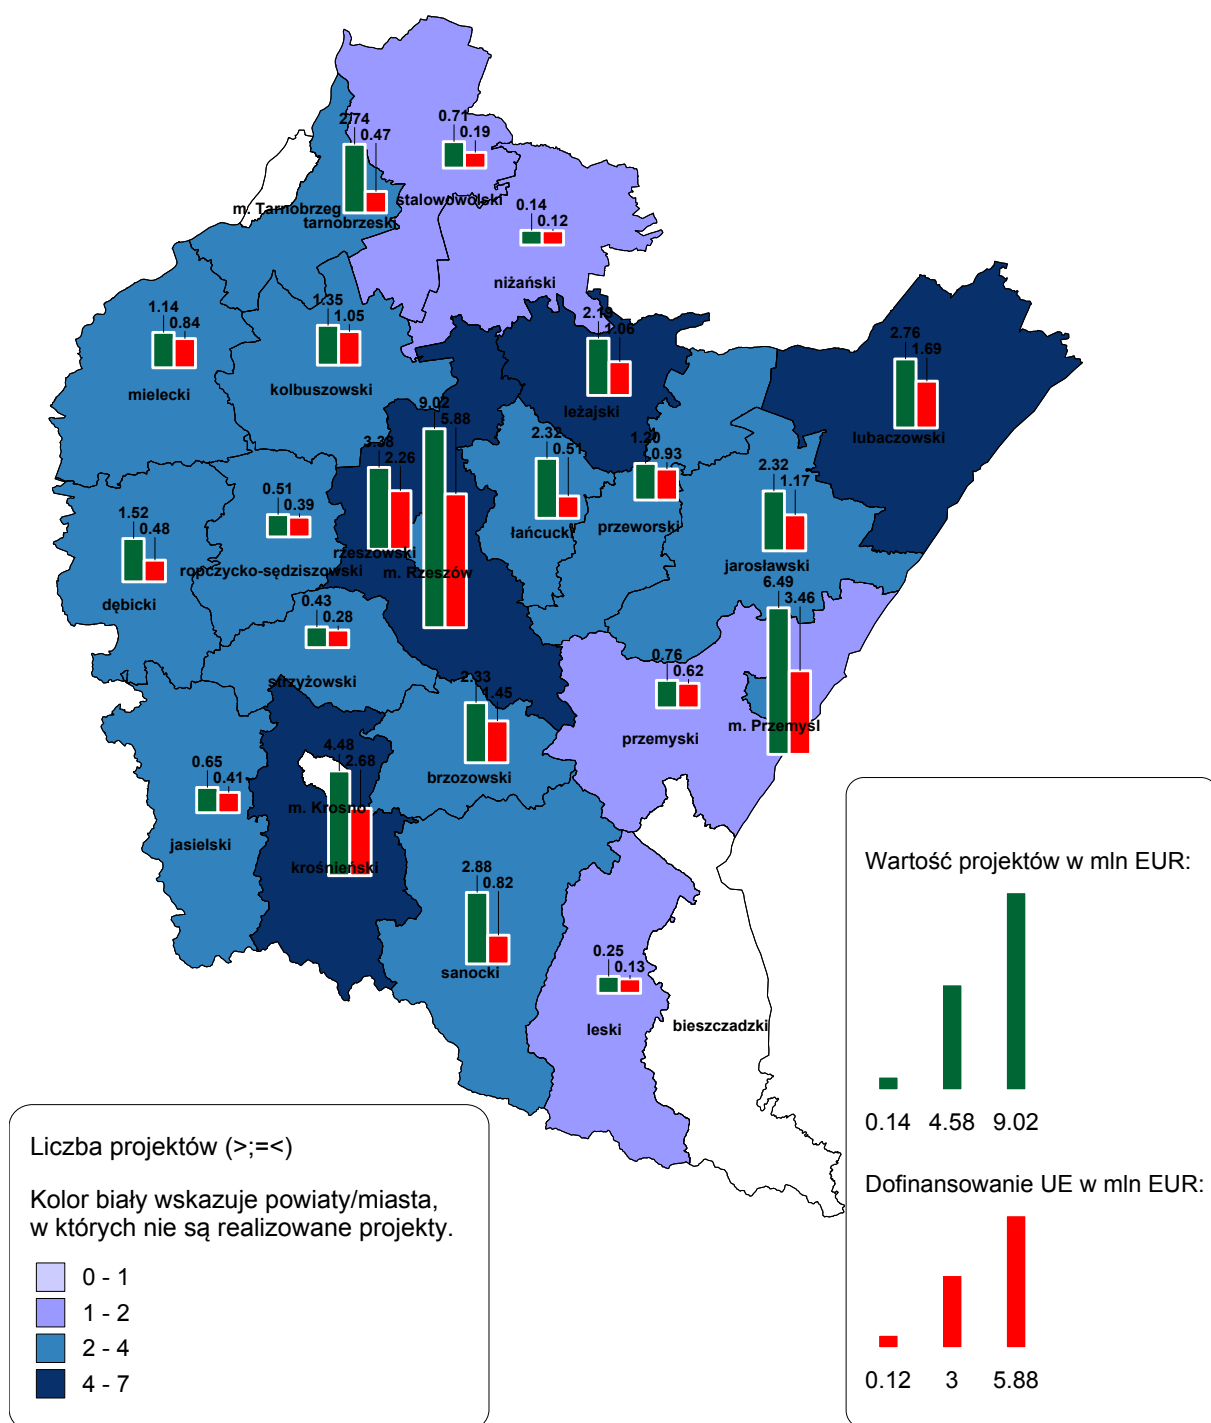 2.74
0.47
m. Tarnobrzeg
tarnobrzeski
0.71
0.19
stalowowolski
0.14
0.12
niżański
1.14
0.84
mielecki
1.35
1.05
kolbuszowski
2.19
1.06
leżajski
2.76
1.69
lubaczowski
9.02
5.88
m. Rzeszów
3.38
2.26
rzeszowski
2.32
0.51
łańcucki
1.20
0.93
przeworski
2.32
1.17
jarosławski
0.51
0.39
ropczycko-sędziszowski
1.52
0.48
dębicki
0.43
0.28
strzyżowski
6.49
3.46
m. Przemyśl
0.76
0.62
przemyski
2.33
1.45
brzozowski
4.48
2.68
m. Krosno
krośnieński
0.65
0.41
jasielski
2.88
0.82
sanocki
0.25
0.13
leski
bieszczadzki
Wartość projektów w mln EUR:
0.14 4.58 9.02
Dofinansowanie UE w mln EUR:
0.12 3 5.88
Liczba projektów (>;=<)
Kolor biały wskazuje powiaty/miasta,
w których nie są realizowane projekty.
0 - 1
1 - 2
2 - 4
4 - 7